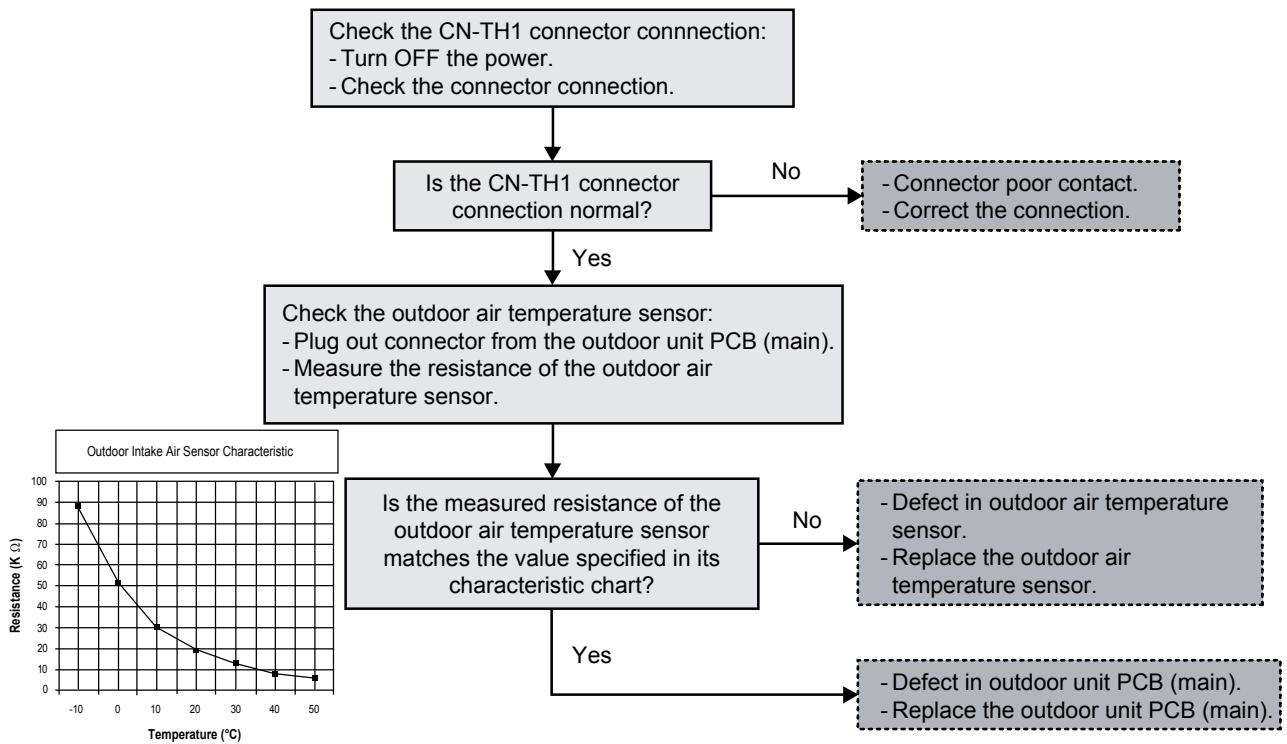 Check the CN-TH1 connector connnection:
- Turn OFF the power.
- Check the connector connection.
Is the CN-TH1 connector
connection normal?
No
- Connector poor contact.
- Correct the connection.
Yes
Check the outdoor air temperature sensor:
- Plug out connector from the outdoor unit PCB (main).
- Measure the resistance of the outdoor air
temperature sensor.
Outdoor Intake Air Sensor Characteristic
100
90
80
70
60
50
40
30
20
10
0
Resistance (K Ω)
-10 0 10 20 30 40 50
Temperature (°C)
Is the measured resistance of the
outdoor air temperature sensor
matches the value specified in its
characteristic chart?
No
- Defect in outdoor air temperature
sensor.
- Replace the outdoor air
temperature sensor.
Yes
- Defect in outdoor unit PCB (main).
- Replace the outdoor unit PCB (main).